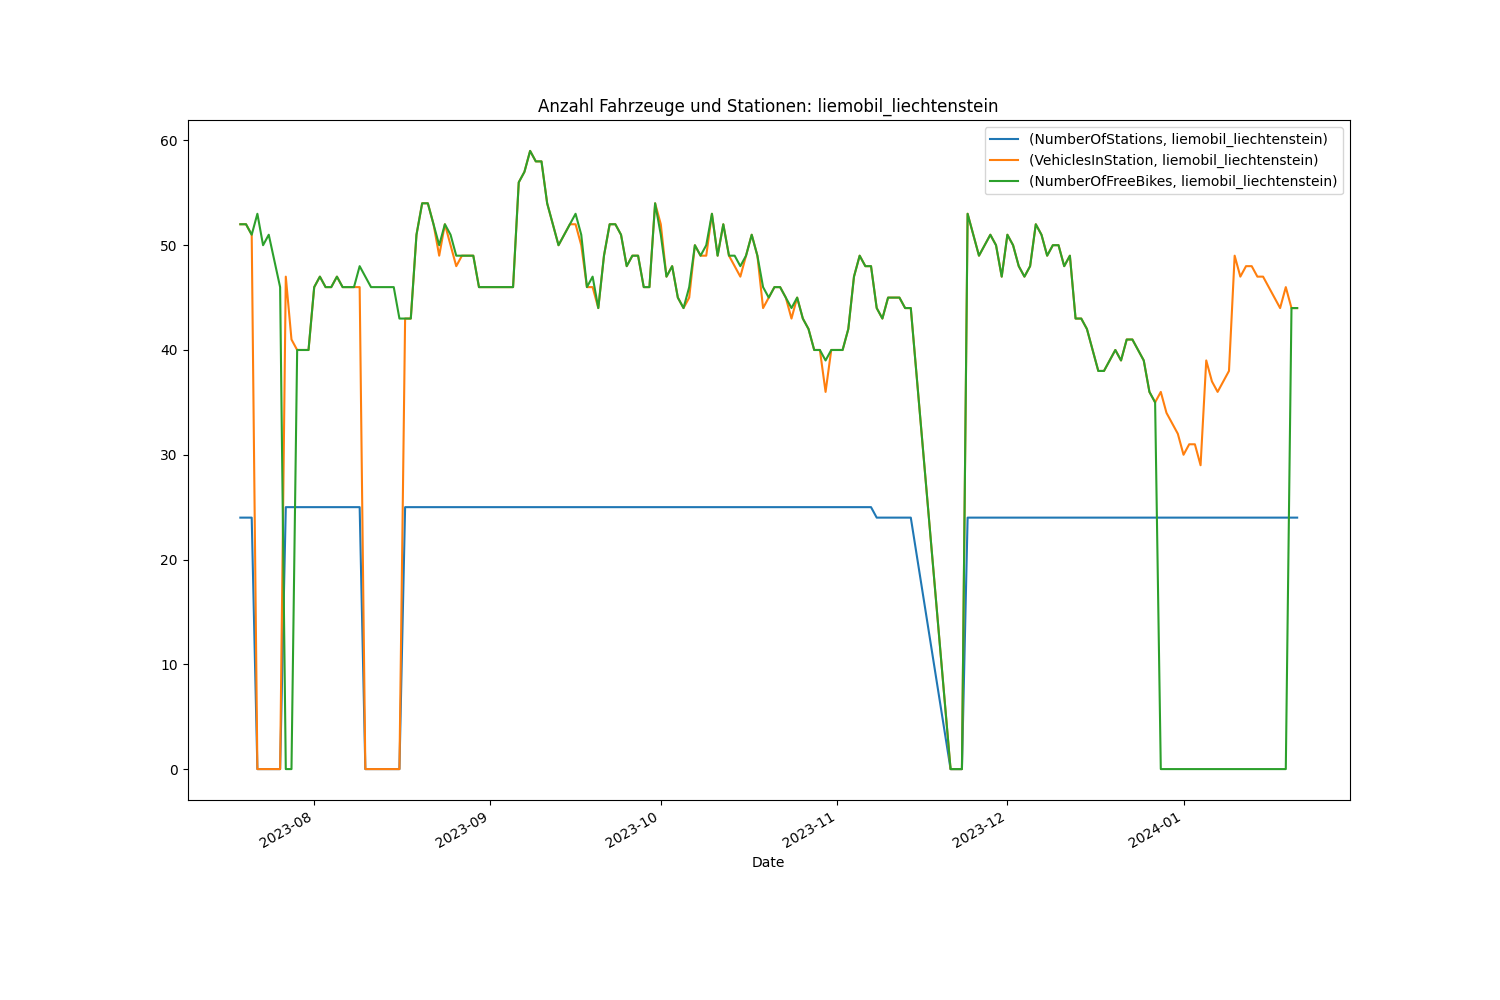 Anzahl Fahrzeuge und Stationen: liemobil_liechtenstein
(NumberOfStations, liemobil_liechtenstein)
(VehiclesInStation, liemobil_liechtenstein)
(NumberOfFreeBikes, liemobil_liechtenstein)
60
50
40
30
20
10
0
2023-08
2023-09
2023-10
2023-11
2023-12
2024-01
Date